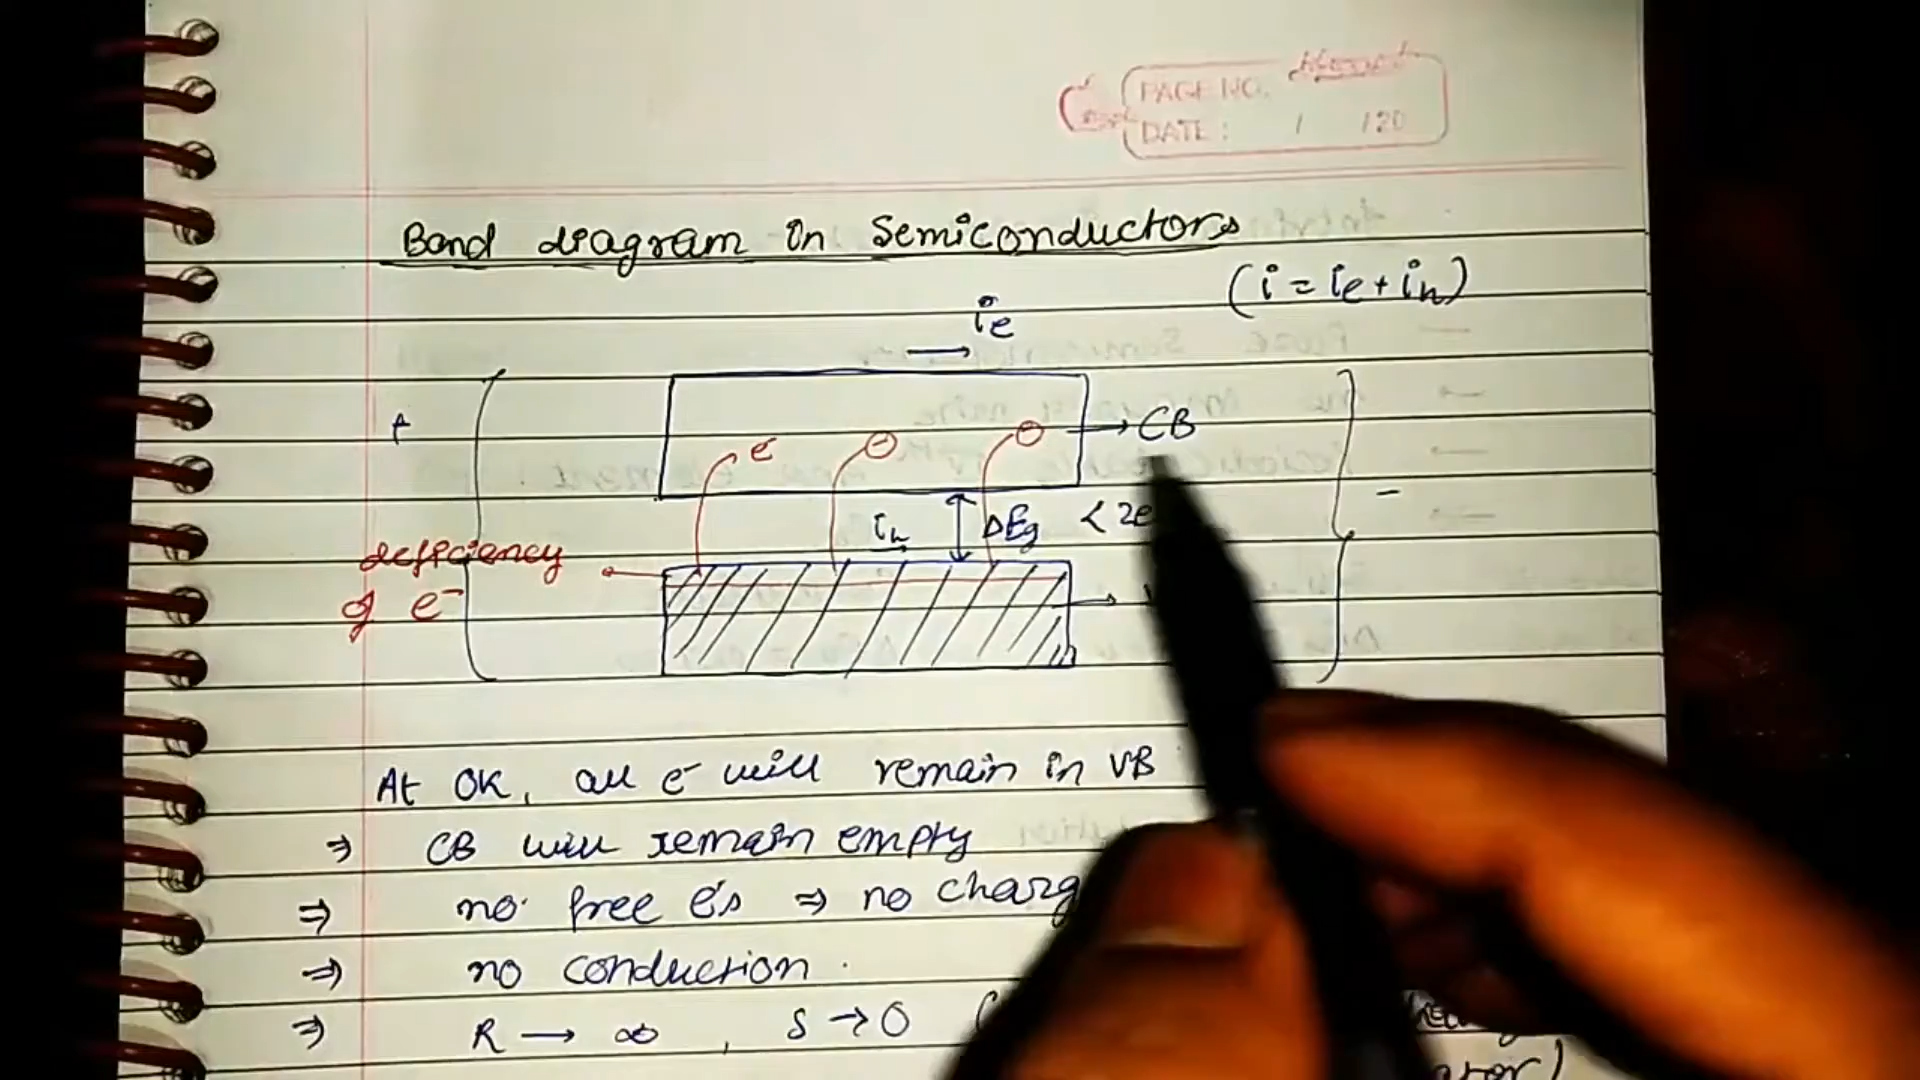 PAGE NO.
DATE : / /20
Band diagram in Semiconductors
(i = ie + ih)
ie
+
e
CB
-
ih
ΔEg < 2e
deficiency
of e-
At 0K, all e- will remain in VB
⇒ CB will remain empty
⇒ no free e's ⇒ no charg
⇒ no conduction.
⇒ R → ∞, S → 0 (